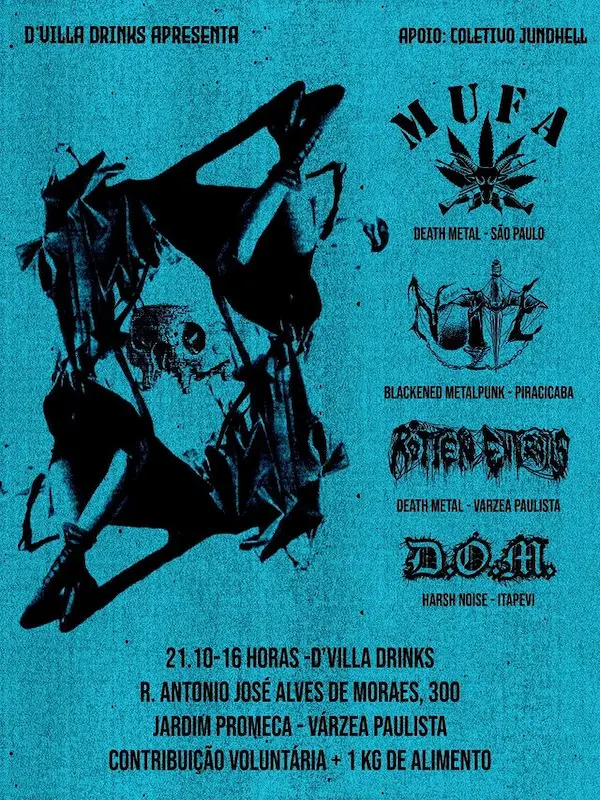 D'VILLA DRINKS APRESENTA
APOIO: COLETIVO JUNDHELL
MUFA
DEATH METAL - SÃO PAULO
NTL
BLACKENED METALPUNK - PIRACICABA
ROTTEN ENTRAILS
DEATH METAL - VARZEA PAULISTA
D.O.M.
HARSH NOISE - ITAPEVI
21.10-16 HORAS -D'VILLA DRINKS
R. ANTONIO JOSÉ ALVES DE MORAES, 300
JARDIM PROMECA - VÁRZEA PAULISTA
CONTRIBUIÇÃO VOLUNTÁRIA + 1 KG DE ALIMENTO